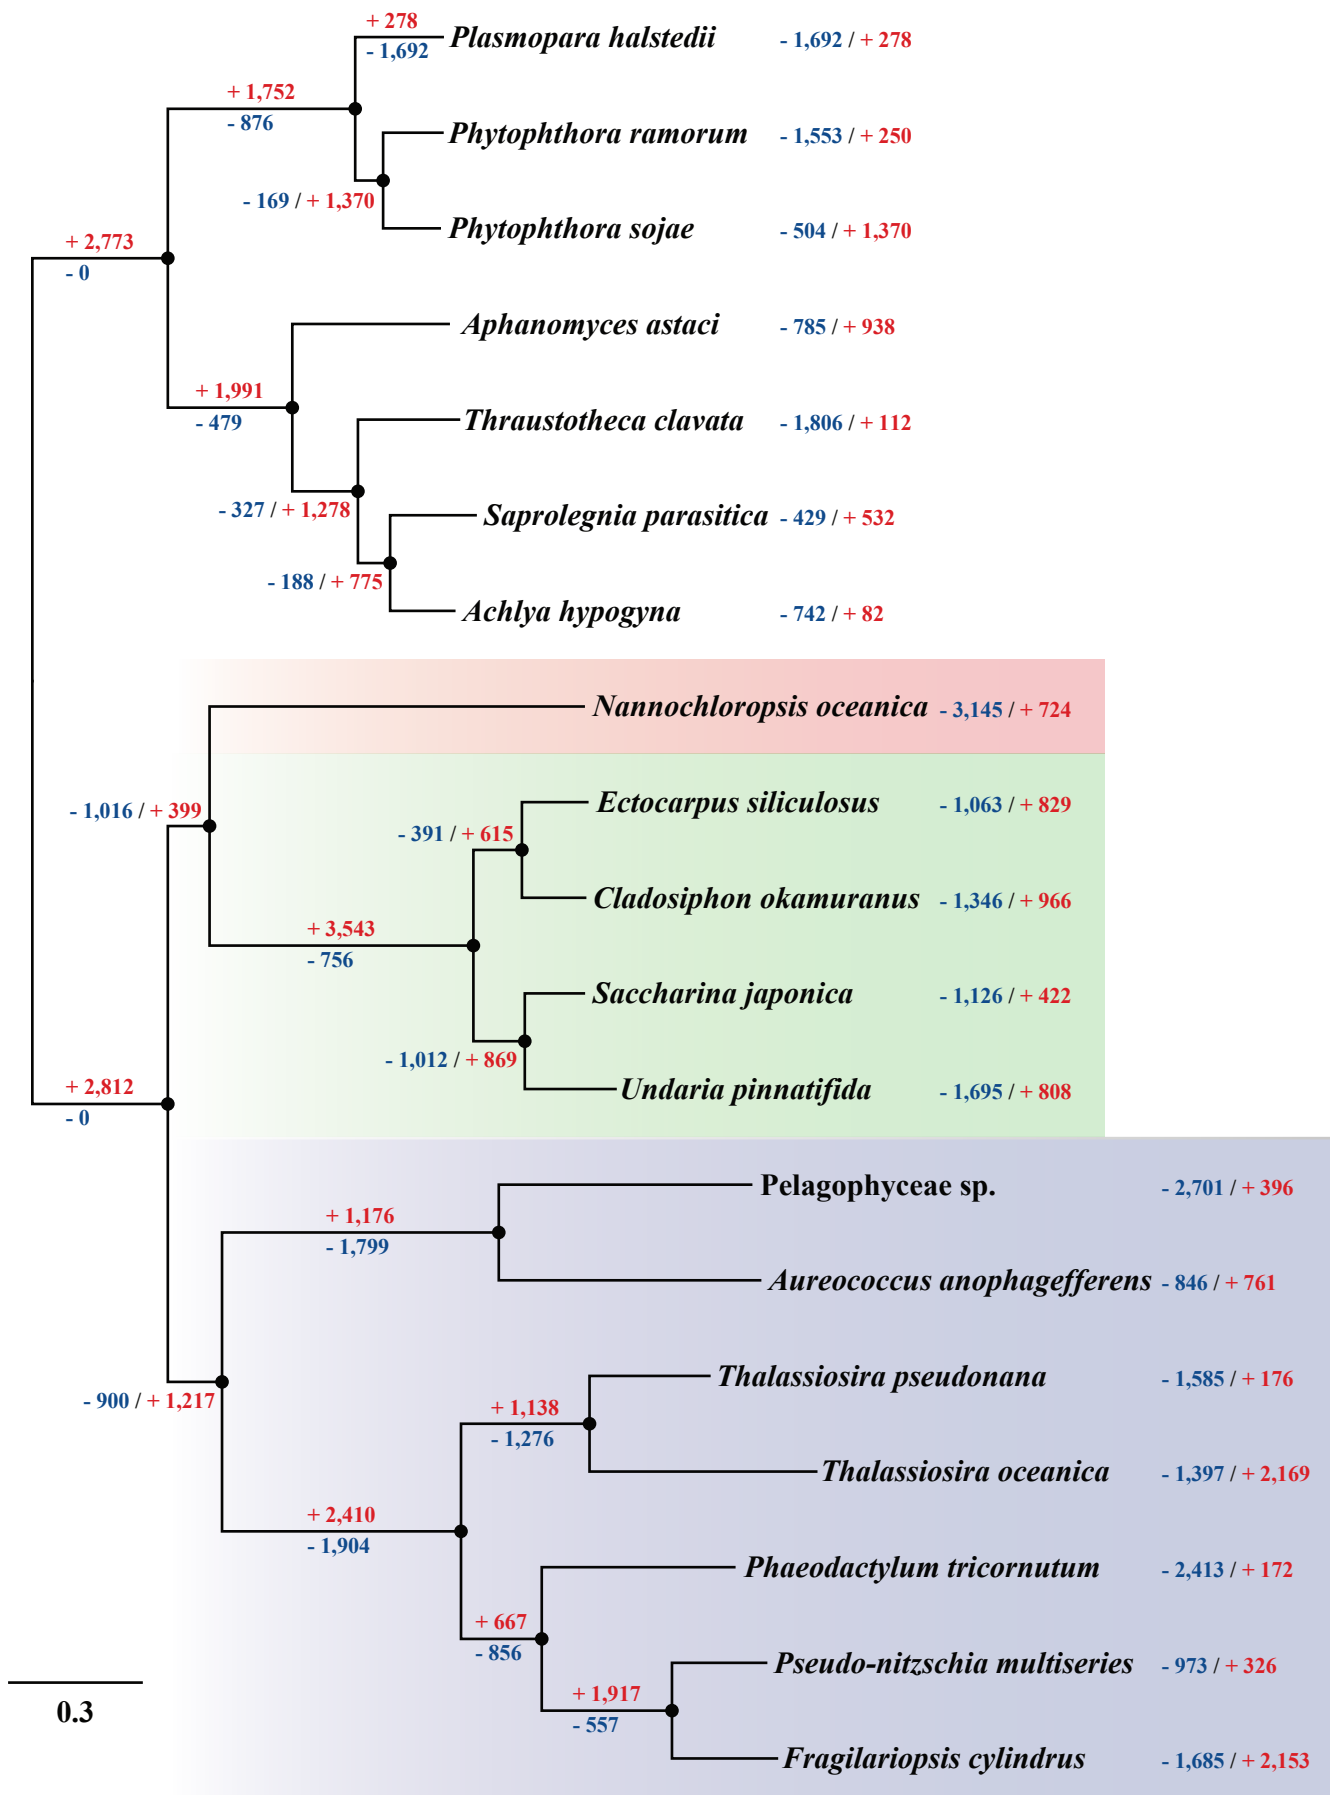 + 278
Plasmopara halstedii - 1,692 / + 278
- 1,692
+ 1,752
- 876
Phytophthora ramorum - 1,553 / + 250
- 169 / + 1,370
Phytophthora sojae - 504 / + 1,370
+ 2,773
- 0
Aphanomyces astaci - 785 / + 938
+ 1,991
- 479
Thraustotheca clavata - 1,806 / + 112
- 327 / + 1,278
Saprolegnia parasitica - 429 / + 532
- 188 / + 775
Achlya hypogyna - 742 / + 82
Nannochloropsis oceanica - 3,145 / + 724
- 1,016 / + 399
Ectocarpus siliculosus - 1,063 / + 829
- 391 / + 615
Cladosiphon okamuranus - 1,346 / + 966
+ 3,543
- 756
Saccharina japonica - 1,126 / + 422
- 1,012 / + 869
Undaria pinnatifida - 1,695 / + 808
+ 2,812
- 0
Pelagophyceae sp. - 2,701 / + 396
+ 1,176
- 1,799
Aureococcus anophagefferens - 846 / + 761
Thalassiosira pseudonana - 1,585 / + 176
- 900 / + 1,217
+ 1,138
- 1,276
Thalassiosira oceanica - 1,397 / + 2,169
+ 2,410
- 1,904
Phaeodactylum tricornutum - 2,413 / + 172
+ 667
- 856
Pseudo-nitzschia multiseries - 973 / + 326
+ 1,917
- 557
0.3
Fragilariopsis cylindrus - 1,685 / + 2,153